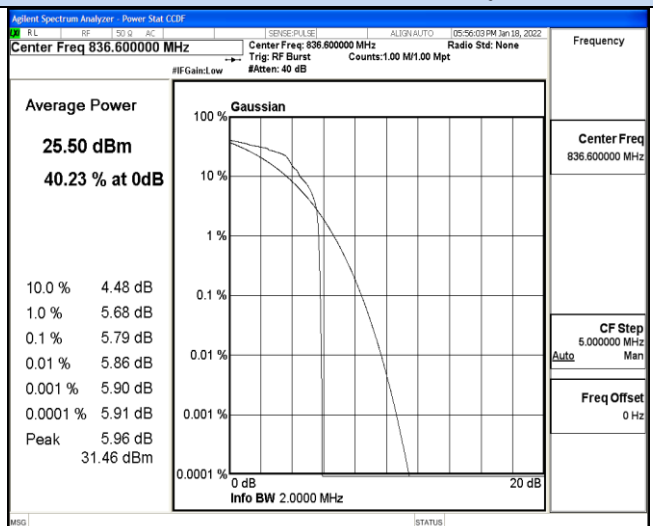 Agilent Spectrum Analyzer - Power Stat CCDF
RL RF 50 Ω AC SENSE:PULSE ALIGN AUTO 05:56:03 PM Jan 18, 2022
Center Freq 836.600000 MHz
Center Freq: 836.600000 MHz Radio Std: None
Trig: RF Burst Counts:1.00 M/1.00 Mpt
#IFGain:Low #Atten: 40 dB
Frequency
Average Power
25.50 dBm
40.23 % at 0dB
10.0 % 4.48 dB
1.0 % 5.68 dB
0.1 % 5.79 dB
0.01 % 5.86 dB
0.001 % 5.90 dB
0.0001 % 5.91 dB
Peak 5.96 dB
31.46 dBm
Gaussian
100 %
10 %
1 %
0.1 %
0.01 %
0.001 %
0.0001 %
0 dB 20 dB
Info BW 2.0000 MHz
Center Freq
836.600000 MHz
CF Step
5.000000 MHz
Auto Man
Freq Offset
0 Hz
MSG STATUS